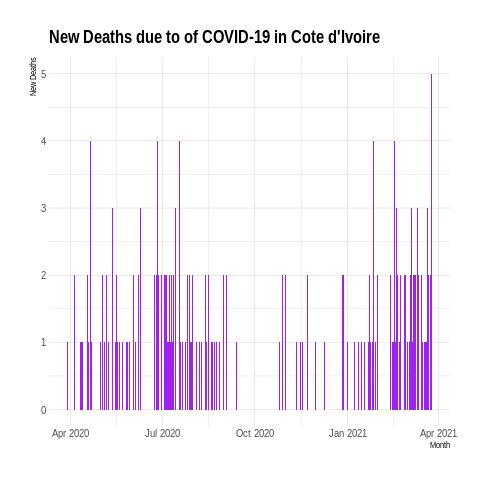 New Deaths due to of COVID-19 in Cote d'Ivoire
New Deaths
5
4
3
2
1
0
Apr 2020 Jul 2020 Oct 2020 Jan 2021 Apr 2021
Month